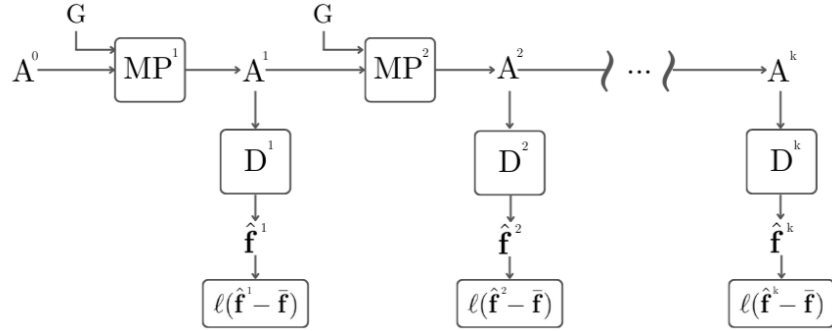 G G
A⁰ MP¹ A¹ MP² A² ... Aᵏ
D¹ D² Dᵏ
f̂¹ f̂² f̂ᵏ
ℓ(f̂¹− f̄) ℓ(f̂²− f̄) ℓ(f̂ᵏ− f̄)